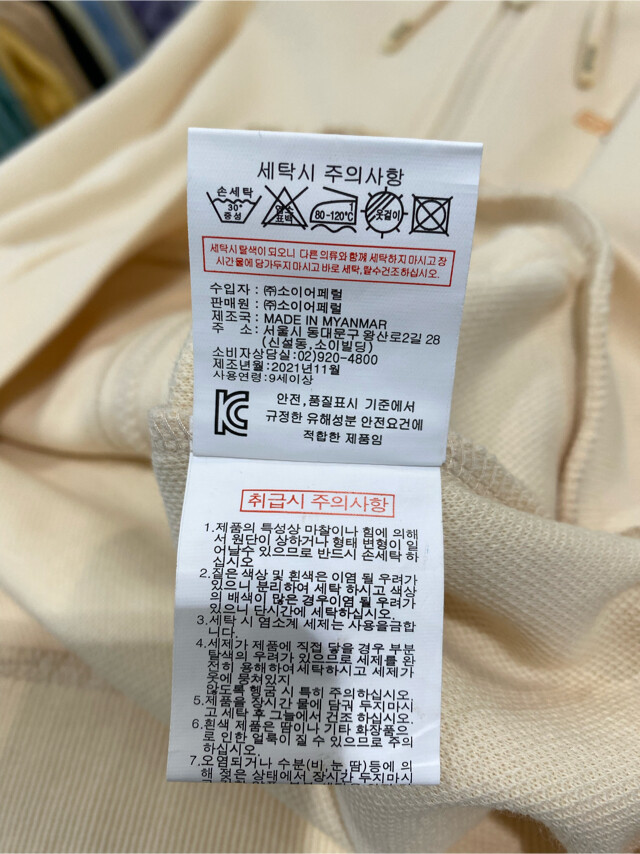 세탁시 주의사항
손세탁
30°
중성
염소
표백
1
80-120℃
옷걸이
세탁시 탈색이 되오니 다른 의류와 함께 세탁하지 마시고 장
시간 물에 담가두지 마시고 바로 세탁,탈수건조하십시오.
수입자 : ㈜소이어페럴
판매원 : ㈜소이어페럴
제조국 : MADE IN MYANMAR
주 소 : 서울시 동대문구 왕산로2길 28
(신설동,소이빌딩)
소비자상담실:02)920-4800
제조년월:2021년11월
사용연령:9세이상
안전,품질표시 기준에서
규정한 유해성분 안전요건에
적합한 제품임
취급시 주의사항
1.제품의 특성상 마찰이나 힘에 의해
서 원단이 상하거나 형태 변형이 일
어날수 있으므로 반드시 손세탁 하
십시오
2.짙은 색상 및 흰색은 이염 될 우려가
있으니 분리하여 세탁 하시고 색상
의 배색이 많은 경우이염 될 우려가
있으니 단시간에 세탁하십시오.
3.세탁 시 염소계 세제는 사용을금합
니다.
4.세제가 제품에 직접 닿을 경우 부분
탈색의 우려가 있으므로 세제를 완
전히 용해하여세탁하시고 세제가
옷에 뭉쳐있지
않도록 헹굼 시 특히 주의하십시오
5.제품을 장시간 물에 담궈 두지마시
고 세탁 후 그늘에서 건조 하십시오.
6.흰색 제품은 땀이나 기타 화장품으
로 인한 얼룩이 질 수 있으므로 주의
하십시오
7.오염되거나 수분(비,눈,땀)등에 의
해 젖은 상태에서 장시간 두지마시